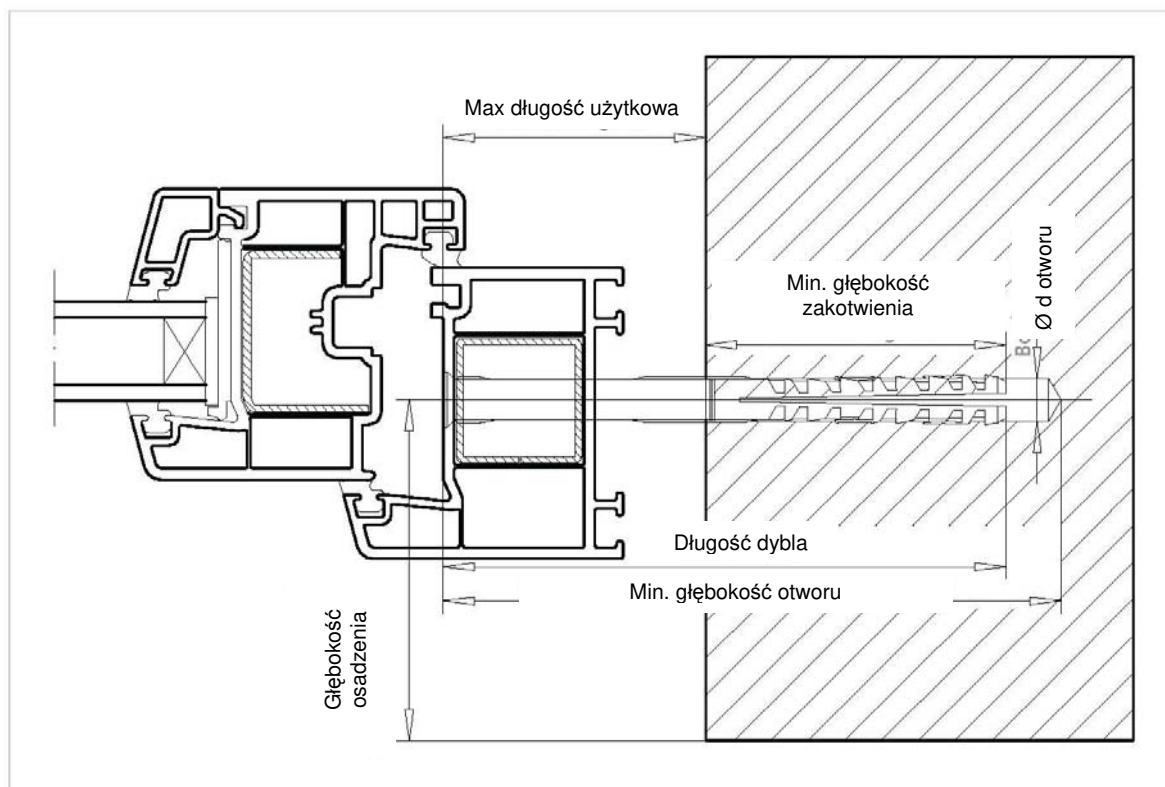 Max długość użytkowa
Min. głębokość
zakotwienia
Ø d otworu
Długość dybla
Min. głębokość otworu
Głębokość
osadzenia